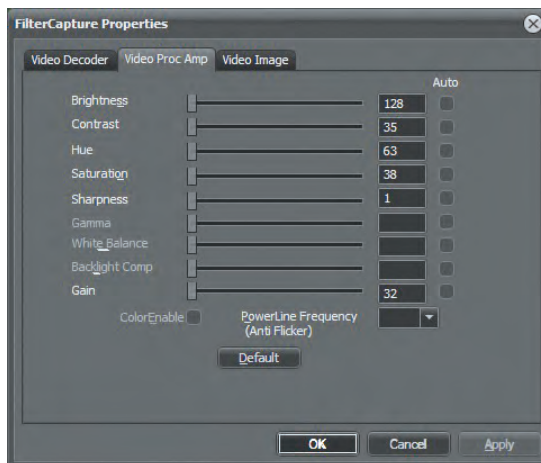 FilterCapture Properties
Video Decoder Video Proc Amp Video Image
Auto
Brightness 128
Contrast 35
Hue 63
Saturation 38
Sharpness 1
Gamma
White Balance
Backlight Comp
Gain 32
ColorEnable PowerLine Frequency
(Anti Flicker)
Default
OK Cancel Apply